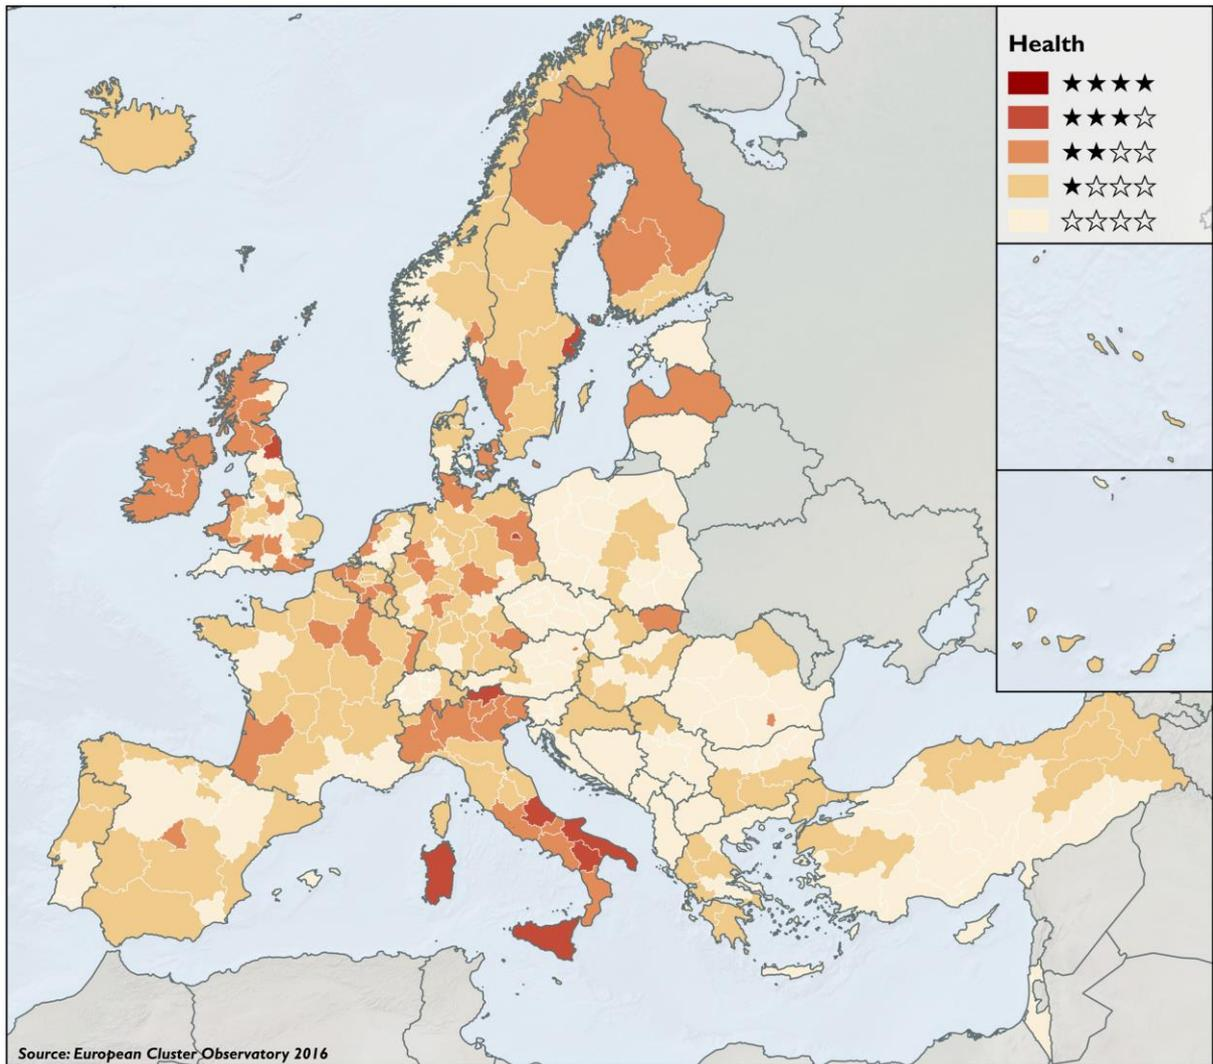 Health
★★★★
★★★☆
★★☆☆
★☆☆☆
☆☆☆☆
Source: European Cluster Observatory 2016